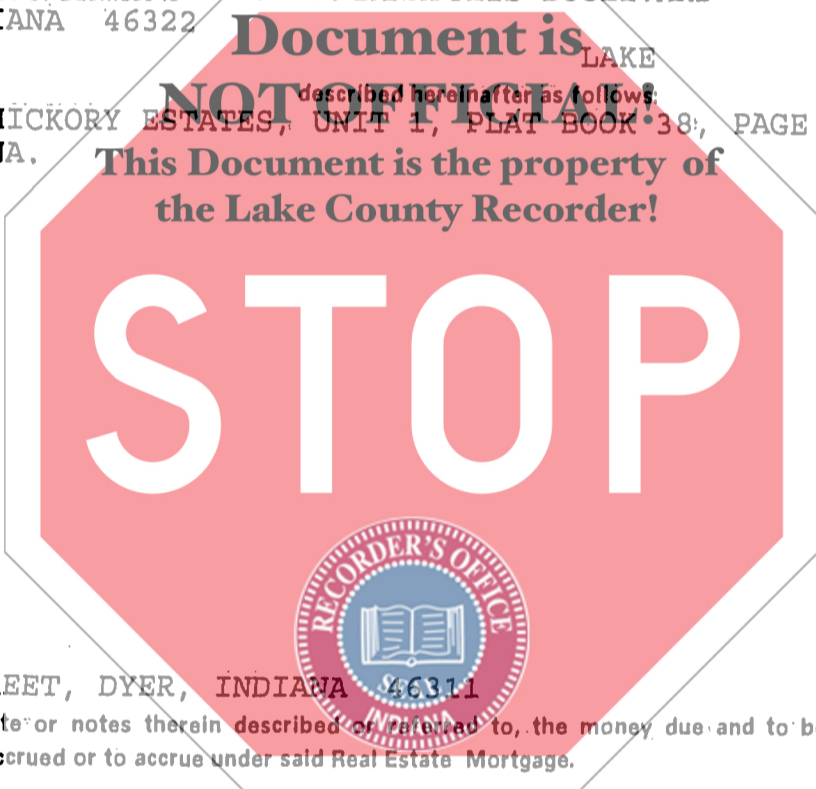 IANA 46322
Document is
LAKE
NOT OFFICIAL!
described hereinafter as follows:
HICKORY ESTATES, UNIT 1, PLAT BOOK 38, PAGE
This Document is the property of
the Lake County Recorder!
STOP
RECORDER'S OFFICE
EET, DYER, INDIANA 46311
INDIANA
te or notes therein described or referred to, the money due and to b
ccrued or to accrue under said Real Estate Mortgage.